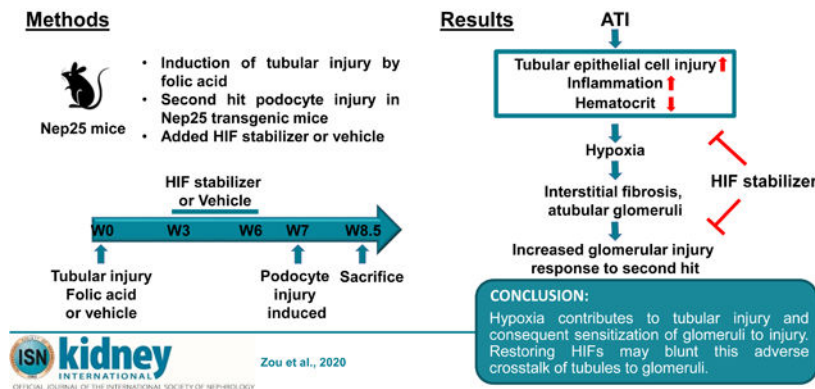 Methods
Nep25 mice
• Induction of tubular injury by
folic acid
• Second hit podocyte injury in
Nep25 transgenic mice
• Added HIF stabilizer or vehicle
HIF stabilizer
or Vehicle
W0 W3 W6 W7 W8.5
Tubular injury
Folic acid
or vehicle
Podocyte
injury
induced
Sacrifice
Results
ATI
Tubular epithelial cell injury
Inflammation
Hematocrit
Hypoxia
HIF stabilizer
Interstitial fibrosis,
atubular glomeruli
Increased glomerular injury
response to second hit
CONCLUSION:
Hypoxia contributes to tubular injury and
consequent sensitization of glomeruli to injury.
Restoring HIFs may blunt this adverse
crosstalk of tubules to glomeruli.
ISN
kidney
INTERNATIONAL
OFFICIAL JOURNAL OF THE INTERNATIONAL SOCIETY OF NEPHROLOGY
Zou et al., 2020